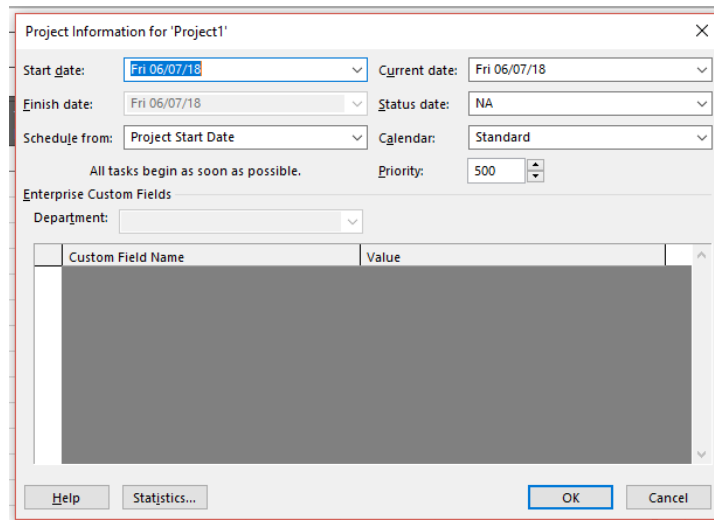 Project Information for 'Project1'
Start date: Fri 06/07/18 Current date: Fri 06/07/18
Finish date: Fri 06/07/18 Status date: NA
Schedule from: Project Start Date Calendar: Standard
All tasks begin as soon as possible. Priority: 500
Enterprise Custom Fields
Department:
Custom Field Name Value
Help Statistics... OK Cancel